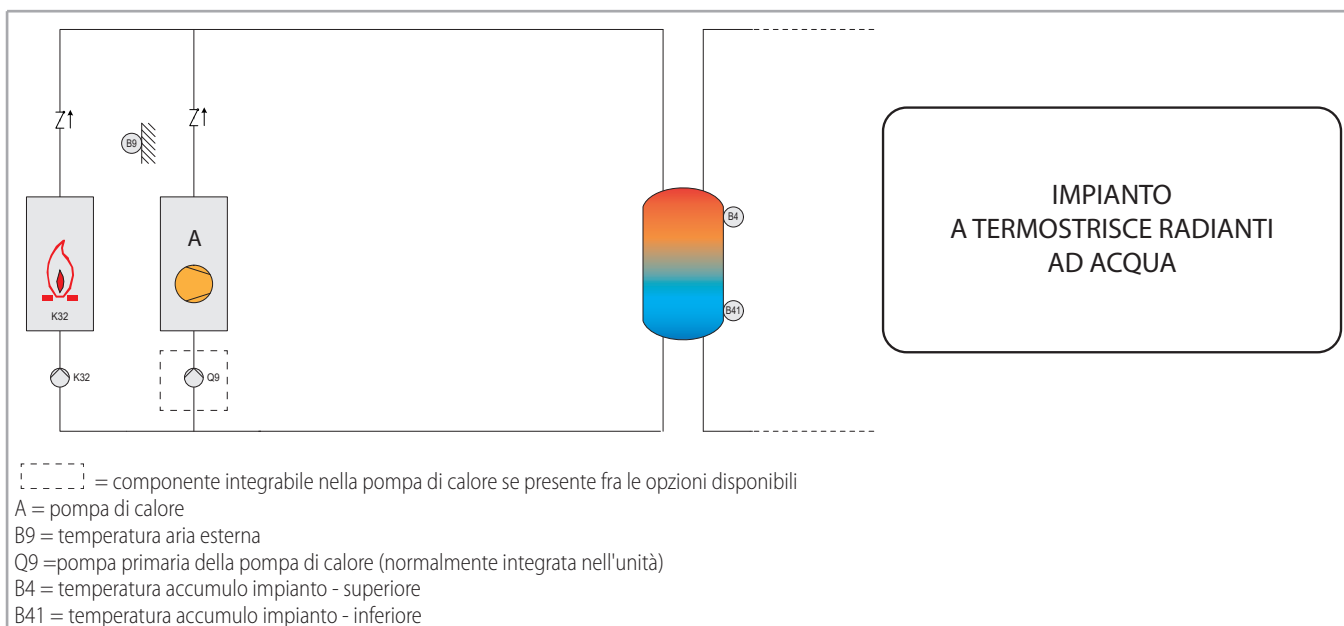 B9
A
K32
K32
Q9
B4
B41
IMPIANTO
A TERMOSTRISCE RADIANTI
AD ACQUA
= componente integrabile nella pompa di calore se presente fra le opzioni disponibili
A = pompa di calore
B9 = temperatura aria esterna
Q9 =pompa primaria della pompa di calore (normalmente integrata nell'unità)
B4 = temperatura accumulo impianto - superiore
B41 = temperatura accumulo impianto - inferiore